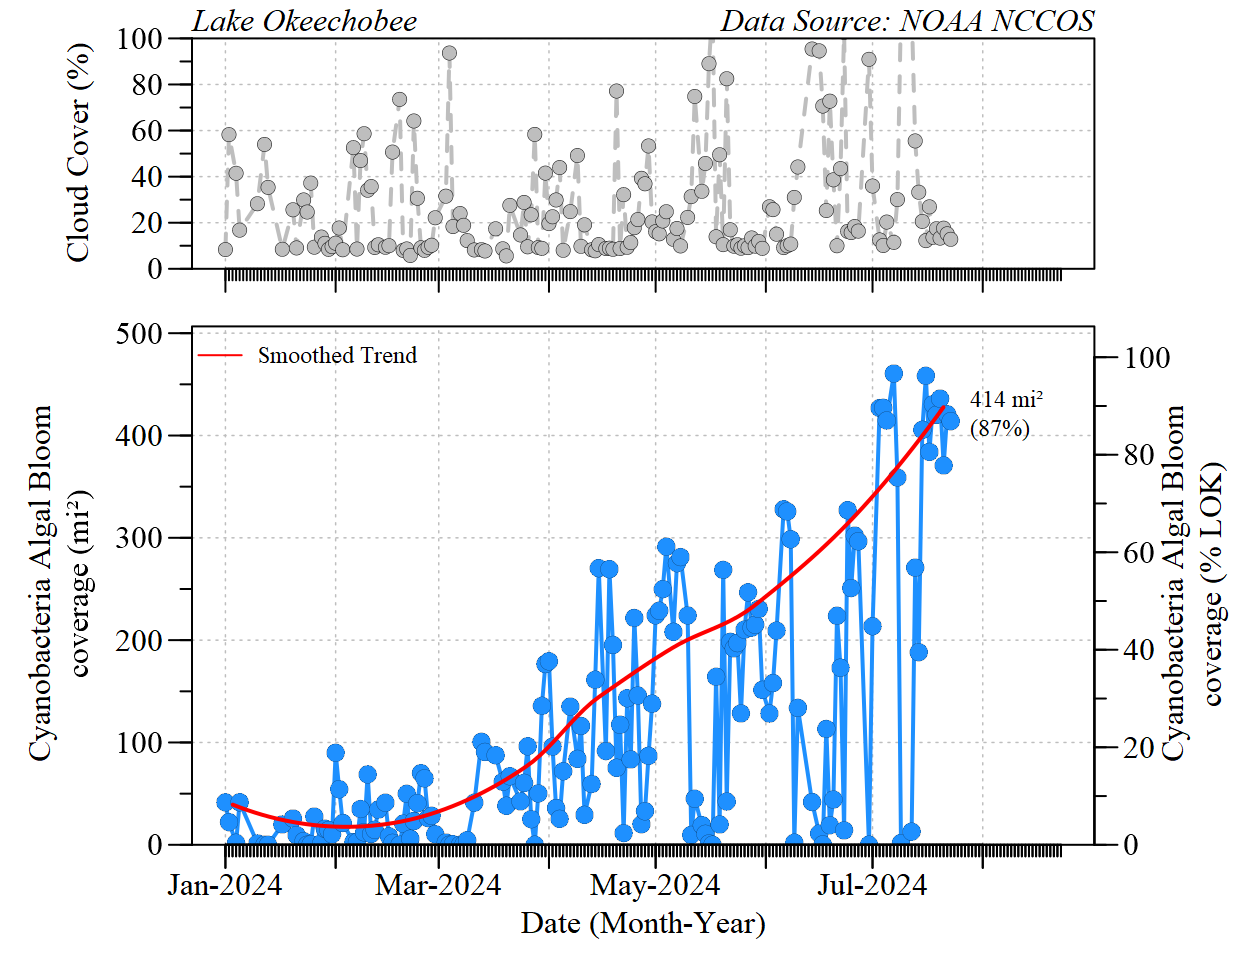 Lake Okeechobee
Data Source: NOAA NCCOS
Cloud Cover (%)
100
80
60
40
20
0
Smoothed Trend
Cyanobacteria Algal Bloom
coverage (mi²)
500
400
300
200
100
0
414 mi²
(87%)
100
80
60
40
20
0
Cyanobacteria Algal Bloom
coverage (% LOK)
Jan-2024
Mar-2024
May-2024
Jul-2024
Date (Month-Year)